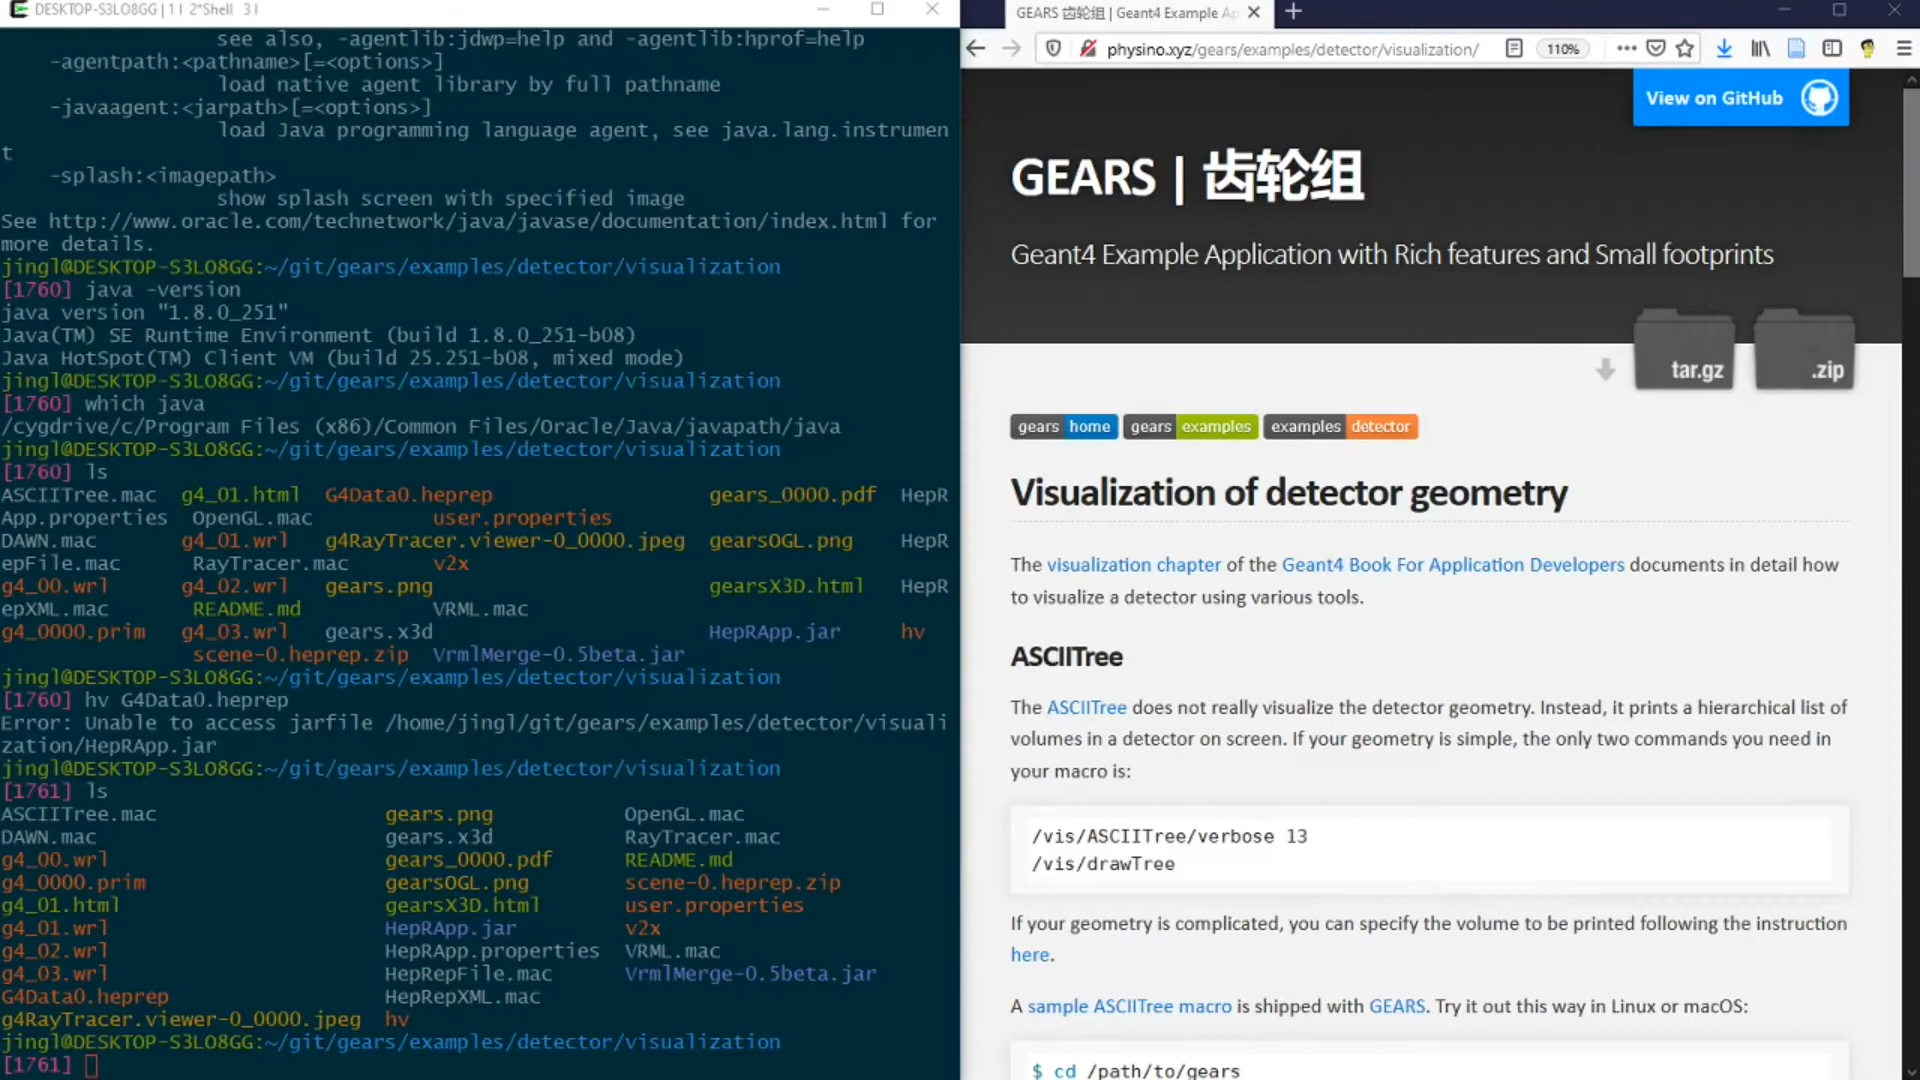 DESKTOP-S3LO8GG | 1 I 2*Shell 3 I
see also, -agentlib:jdwp=help and -agentlib:hprof=help
-agentpath:<pathname>[=<options>]
load native agent library by full pathname
-javaagent:<jarpath>[=<options>]
load Java programming language agent, see java.lang.instrumen
t
-splash:<imagepath>
show splash screen with specified image
See http://www.oracle.com/technetwork/java/javase/documentation/index.html for
more details.
jingl@DESKTOP-S3LO8GG:~/git/gears/examples/detector/visualization
[1760] java -version
java version "1.8.0_251"
Java(TM) SE Runtime Environment (build 1.8.0_251-b08)
Java HotSpot(TM) Client VM (build 25.251-b08, mixed mode)
jingl@DESKTOP-S3LO8GG:~/git/gears/examples/detector/visualization
[1760] which java
/cygdrive/c/Program Files (x86)/Common Files/Oracle/Java/javapath/java
jingl@DESKTOP-S3LO8GG:~/git/gears/examples/detector/visualization
[1760] ls
ASCIITree.mac g4_01.html G4Data0.heprep gears_0000.pdf HepR
App.properties OpenGL.mac user.properties
DAWN.mac g4_01.wrl g4RayTracer.viewer-0_0000.jpeg gearsOGL.png HepR
epFile.mac RayTracer.mac v2x
g4_00.wrl g4_02.wrl gears.png gearsX3D.html HepR
epXML.mac README.md VRML.mac
g4_0000.prim g4_03.wrl gears.x3d HepRApp.jar hv
scene-0.heprep.zip VrmlMerge-0.5beta.jar
jingl@DESKTOP-S3LO8GG:~/git/gears/examples/detector/visualization
[1760] hv G4Data0.heprep
Error: Unable to access jarfile /home/jingl/git/gears/examples/detector/visuali
zation/HepRApp.jar
jingl@DESKTOP-S3LO8GG:~/git/gears/examples/detector/visualization
[1761] ls
ASCIITree.mac gears.png OpenGL.mac
DAWN.mac gears.x3d RayTracer.mac
g4_00.wrl gears_0000.pdf README.md
g4_0000.prim gearsOGL.png scene-0.heprep.zip
g4_01.html gearsX3D.html user.properties
g4_01.wrl HepRApp.jar v2x
g4_02.wrl HepRApp.properties VRML.mac
g4_03.wrl HepRepFile.mac VrmlMerge-0.5beta.jar
G4Data0.heprep HepRepXML.mac
g4RayTracer.viewer-0_0000.jpeg hv
jingl@DESKTOP-S3LO8GG:~/git/gears/examples/detector/visualization
[1761]
GEARS 齿轮组 | Geant4 Example Ap
physino.xyz/gears/examples/detector/visualization/
110%
View on GitHub
GEARS | 齿轮组
Geant4 Example Application with Rich features and Small footprints
tar.gz .zip
gears home gears examples examples detector
Visualization of detector geometry
The visualization chapter of the Geant4 Book For Application Developers documents in detail how
to visualize a detector using various tools.
ASCIITree
The ASCIITree does not really visualize the detector geometry. Instead, it prints a hierarchical list of
volumes in a detector on screen. If your geometry is simple, the only two commands you need in
your macro is:
/vis/ASCIITree/verbose 13
/vis/drawTree
If your geometry is complicated, you can specify the volume to be printed following the instruction
here.
A sample ASCIITree macro is shipped with GEARS. Try it out this way in Linux or macOS:
$ cd /path/to/gears